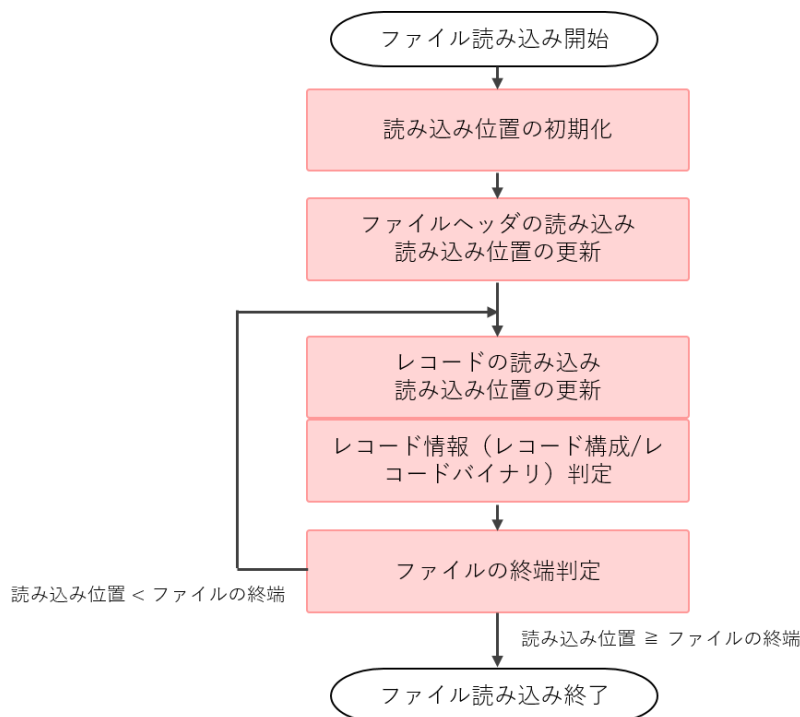 ファイル読み込み開始
読み込み位置の初期化
ファイルヘッダの読み込み
読み込み位置の更新
レコードの読み込み
読み込み位置の更新
レコード情報（レコード構成/レ
コードバイナリ）判定
ファイルの終端判定
読み込み位置 < ファイルの終端
読み込み位置 ≧ ファイルの終端
ファイル読み込み終了